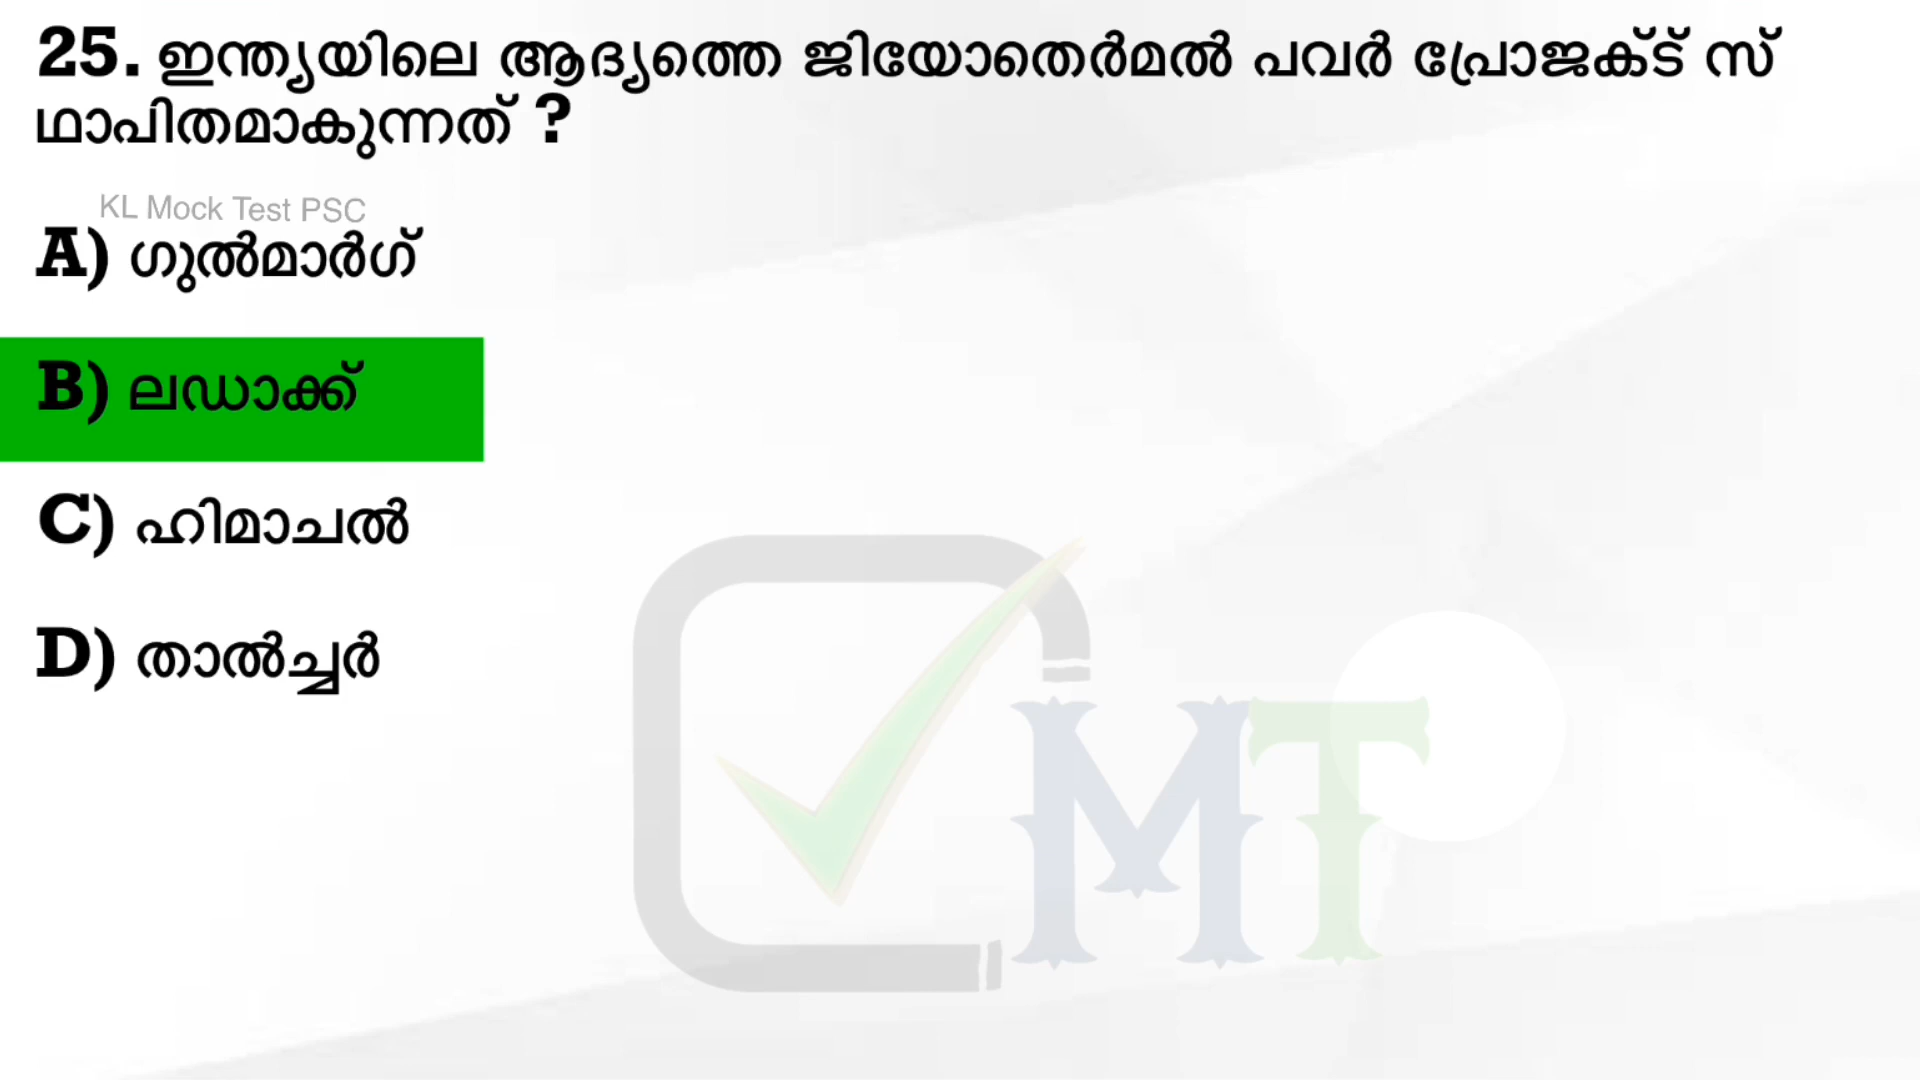 25. ഇന്ത്യയിലെ ആദ്യത്തെ ജിയോതെർമൽ പവർ പ്രോജക്ട് സ്
ഥാപിതമാകുന്നത് ?
KL Mock Test PSC
A) ഗുൽമാർഗ്
B) ലഡാക്ക്
C) ഹിമാചൽ
D) താൽച്ചർ
MT